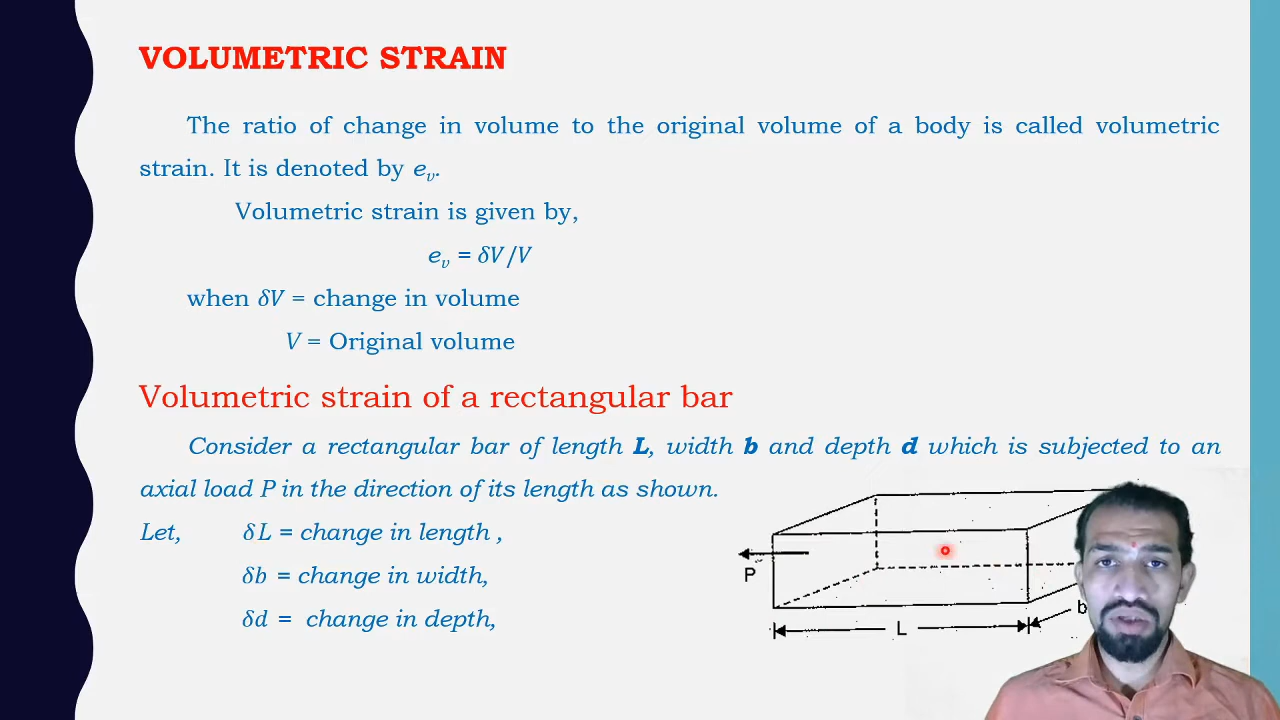 VOLUMETRIC STRAIN
The ratio of change in volume to the original volume of a body is called volumetric
strain. It is denoted by eᵥ.
Volumetric strain is given by,
eᵥ = δV/V
when δV = change in volume
V = Original volume
Volumetric strain of a rectangular bar
Consider a rectangular bar of length L, width b and depth d which is subjected to an
axial load P in the direction of its length as shown.
Let, δL = change in length ,
δb = change in width,
δd = change in depth,
P
L
b